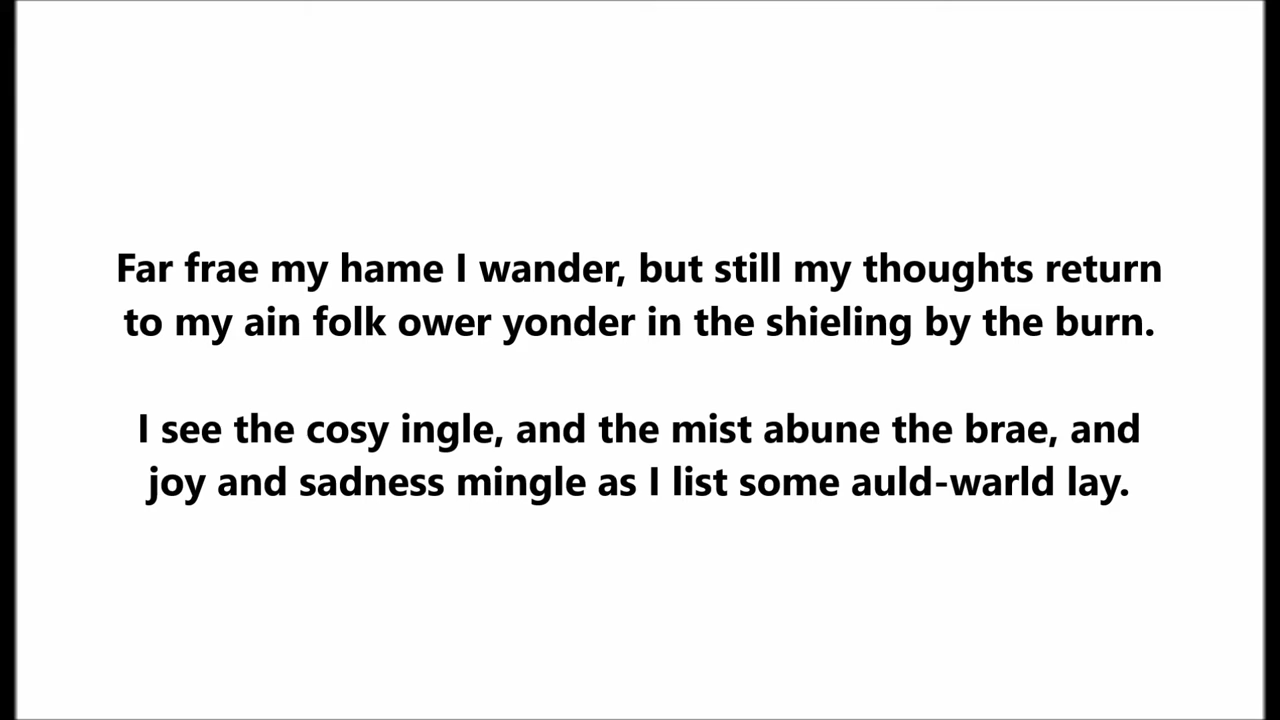 Far frae my hame I wander, but still my thoughts return
to my ain folk ower yonder in the shieling by the burn.
I see the cosy ingle, and the mist abune the brae, and
joy and sadness mingle as I list some auld-warld lay.